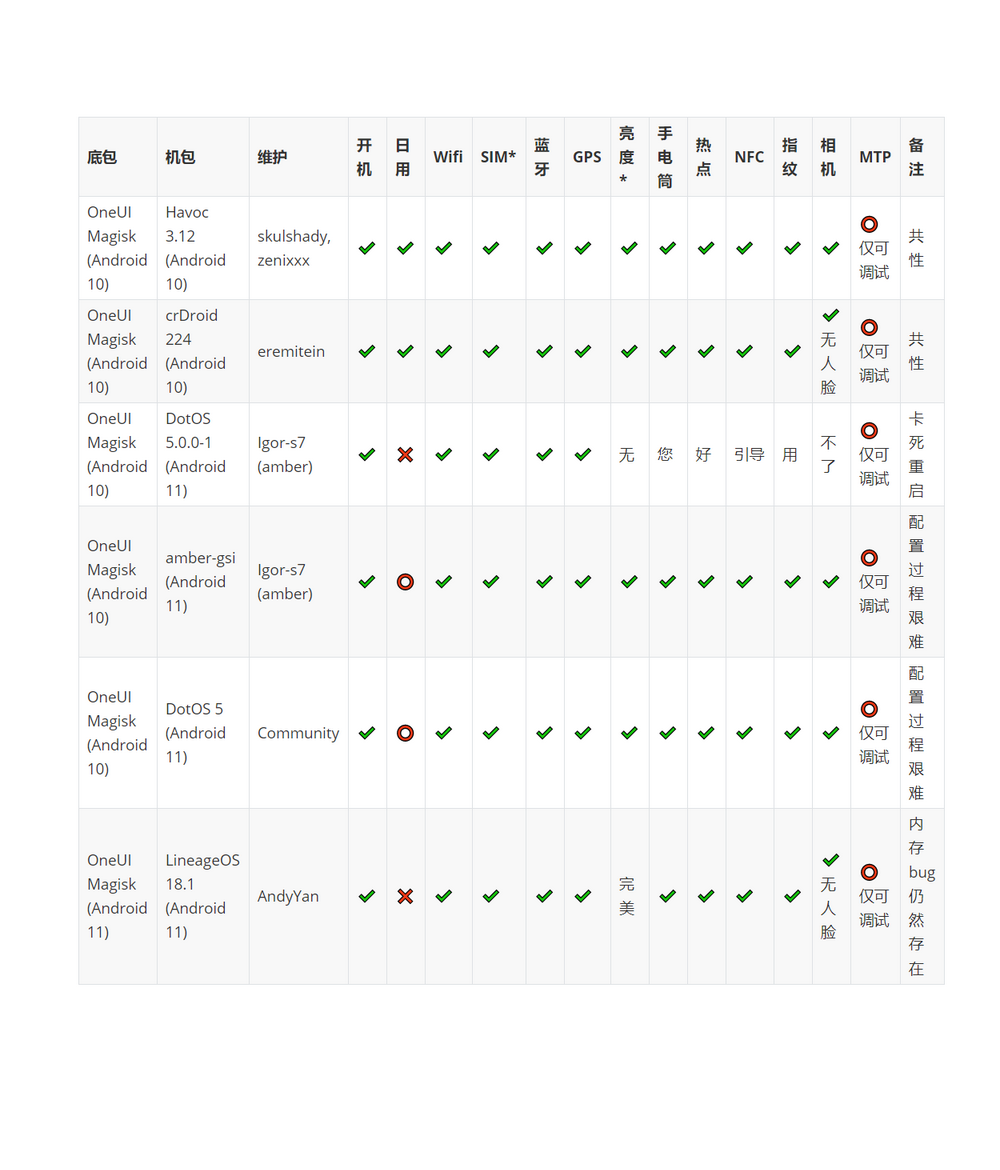 底包 机包 维护 开机 日用 Wifi SIM* 蓝牙 GPS 亮度* 手电筒 热点 NFC 指纹 相机 MTP 备注
OneUI Magisk (Android 10) Havoc 3.12 (Android 10) skulshady, zenixxx ✔ ✔ ✔ ✔ ✔ ✔ ✔ ✔ ✔ ✔ ✔ ✔ ⭕ 仅可调试 共性
OneUI Magisk (Android 10) crDroid 224 (Android 10) eremitein ✔ ✔ ✔ ✔ ✔ ✔ ✔ ✔ ✔ ✔ ✔ ✔ 无人脸 ⭕ 仅可调试 共性
OneUI Magisk (Android 10) DotOS 5.0.0-1 (Android 11) Igor-s7 (amber) ✔ ❌ ✔ ✔ ✔ ✔ 无 您 好 引导 用 不了 ⭕ 仅可调试 卡死重启
OneUI Magisk (Android 10) amber-gsi (Android 11) Igor-s7 (amber) ✔ ⭕ ✔ ✔ ✔ ✔ ✔ ✔ ✔ ✔ ✔ ✔ ⭕ 仅可调试 配置过程艰难
OneUI Magisk (Android 10) DotOS 5 (Android 11) Community ✔ ⭕ ✔ ✔ ✔ ✔ ✔ ✔ ✔ ✔ ✔ ✔ ⭕ 仅可调试 配置过程艰难
OneUI Magisk (Android 11) LineageOS 18.1 (Android 11) AndyYan ✔ ❌ ✔ ✔ ✔ ✔ 完美 ✔ ✔ ✔ ✔ ✔ 无人脸 ⭕ 仅可调试 内存bug仍然存在